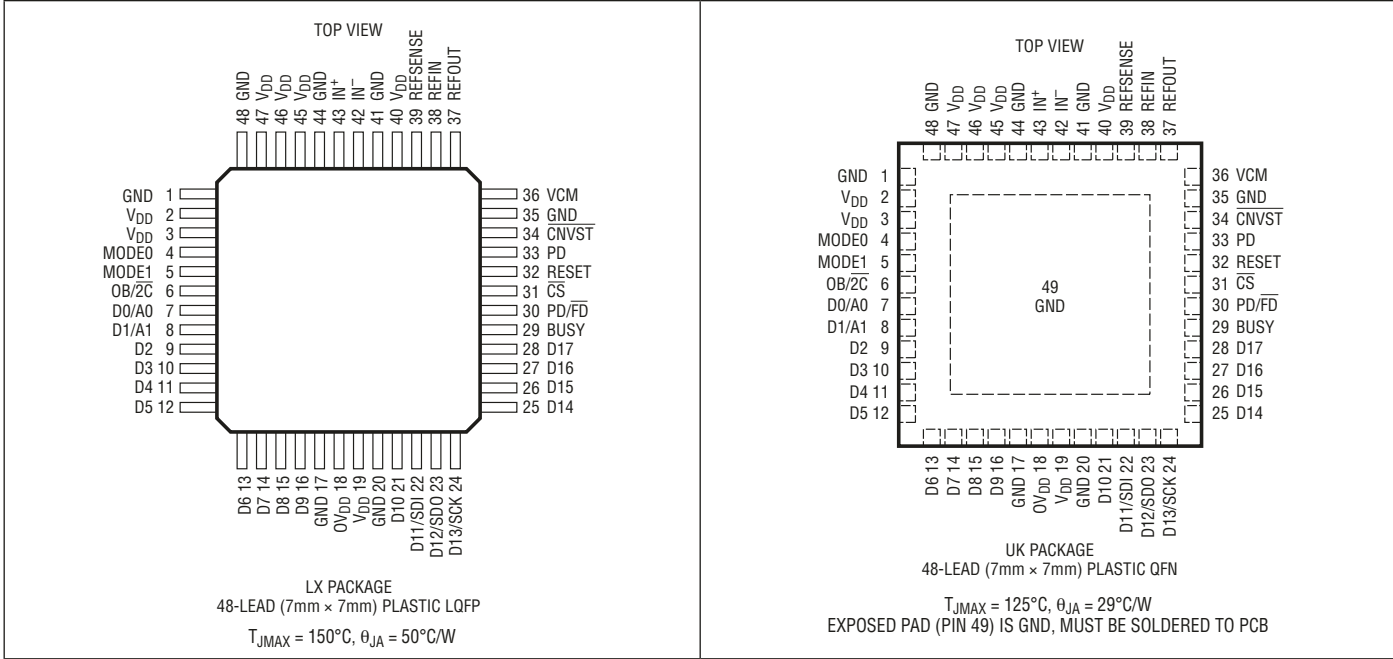 TOP VIEW
48 GND
47 VDD
46 VDD
45 VDD
44 GND
43 IN+
42 IN–
41 GND
40 VDD
39 REFSENSE
38 REFIN
37 REFOUT
GND 1
VDD 2
VDD 3
MODE0 4
MODE1 5
OB/2C 6
D0/A0 7
D1/A1 8
D2 9
D3 10
D4 11
D5 12
36 VCM
35 GND
34 CNVST
33 PD
32 RESET
31 CS
30 PD/FD
29 BUSY
28 D17
27 D16
26 D15
25 D14
D6 13
D7 14
D8 15
D9 16
GND 17
OVDD 18
VDD 19
GND 20
D10 21
D11/SDI 22
D12/SDO 23
D13/SCK 24
LX PACKAGE
48-LEAD (7mm × 7mm) PLASTIC LQFP
TJMAX = 150°C, θJA = 50°C/W
TOP VIEW
48 GND
47 VDD
46 VDD
45 VDD
44 GND
43 IN+
42 IN–
41 GND
40 VDD
39 REFSENSE
38 REFIN
37 REFOUT
GND 1
VDD 2
VDD 3
MODE0 4
MODE1 5
OB/2C 6
D0/A0 7
D1/A1 8
D2 9
D3 10
D4 11
D5 12
49
GND
36 VCM
35 GND
34 CNVST
33 PD
32 RESET
31 CS
30 PD/FD
29 BUSY
28 D17
27 D16
26 D15
25 D14
D6 13
D7 14
D8 15
D9 16
GND 17
OVDD 18
VDD 19
GND 20
D10 21
D11/SDI 22
D12/SDO 23
D13/SCK 24
UK PACKAGE
48-LEAD (7mm × 7mm) PLASTIC QFN
TJMAX = 125°C, θJA = 29°C/W
EXPOSED PAD (PIN 49) IS GND, MUST BE SOLDERED TO PCB